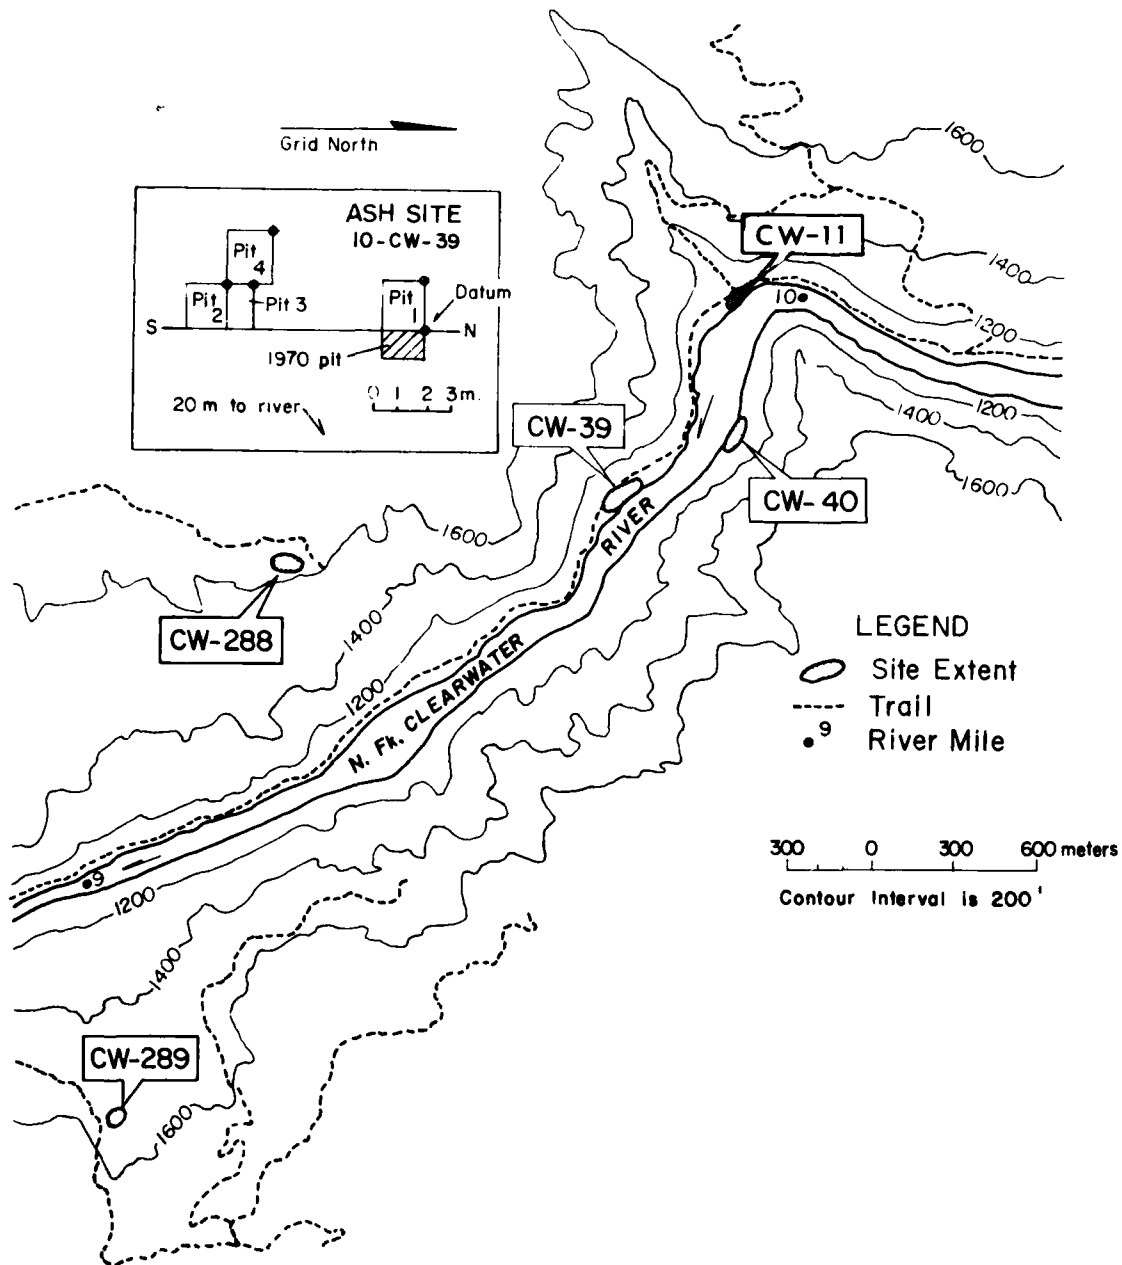 1600
Grid North
ASH SITE
10-CW-39
Pit 4
Pit 2
Pit 3
Pit 1
Datum
S
N
1970 pit
0 1 2 3 m.
20 m to river
CW-11
1400
10
1200
1400
1200
CW-39
1600
CW-40
1600
RIVER
CW-288
1400
LEGEND
Site Extent
Trail
9
River Mile
1200
N. Fk. CLEARWATER
300 0 300 600 meters
Contour Interval is 200'
9
1200
1400
CW-289
1600